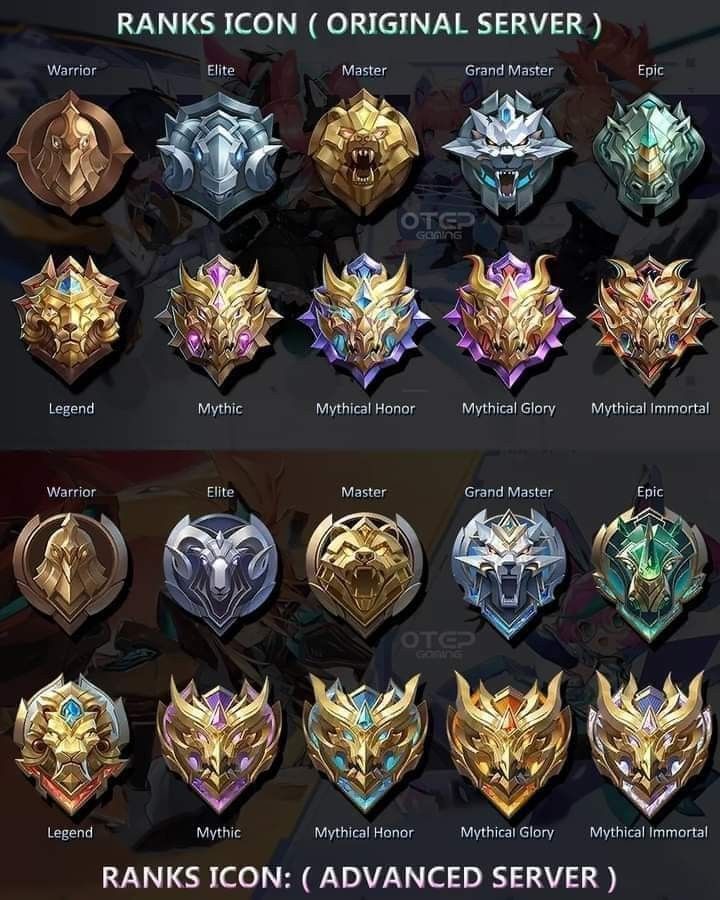 RANKS ICON ( ORIGINAL SERVER )
Warrior Elite Master Grand Master Epic
OTEP
GAMING
Legend Mythic Mythical Honor Mythical Glory Mythical Immortal
Warrior Elite Master Grand Master Epic
OTEP
GAMING
Legend Mythic Mythical Honor Mythical Glory Mythical Immortal
RANKS ICON: ( ADVANCED SERVER )